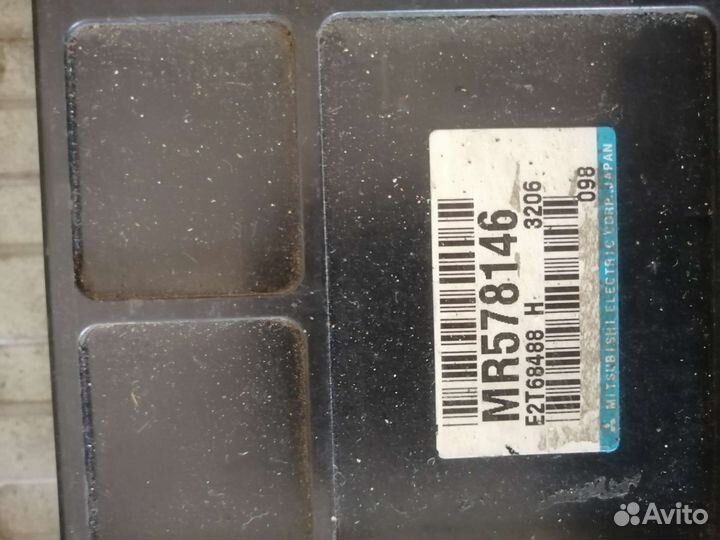 MR578146
E2T68488 H 3206
098
MITSUBISHI ELECTRIC CORP. JAPAN
Avito